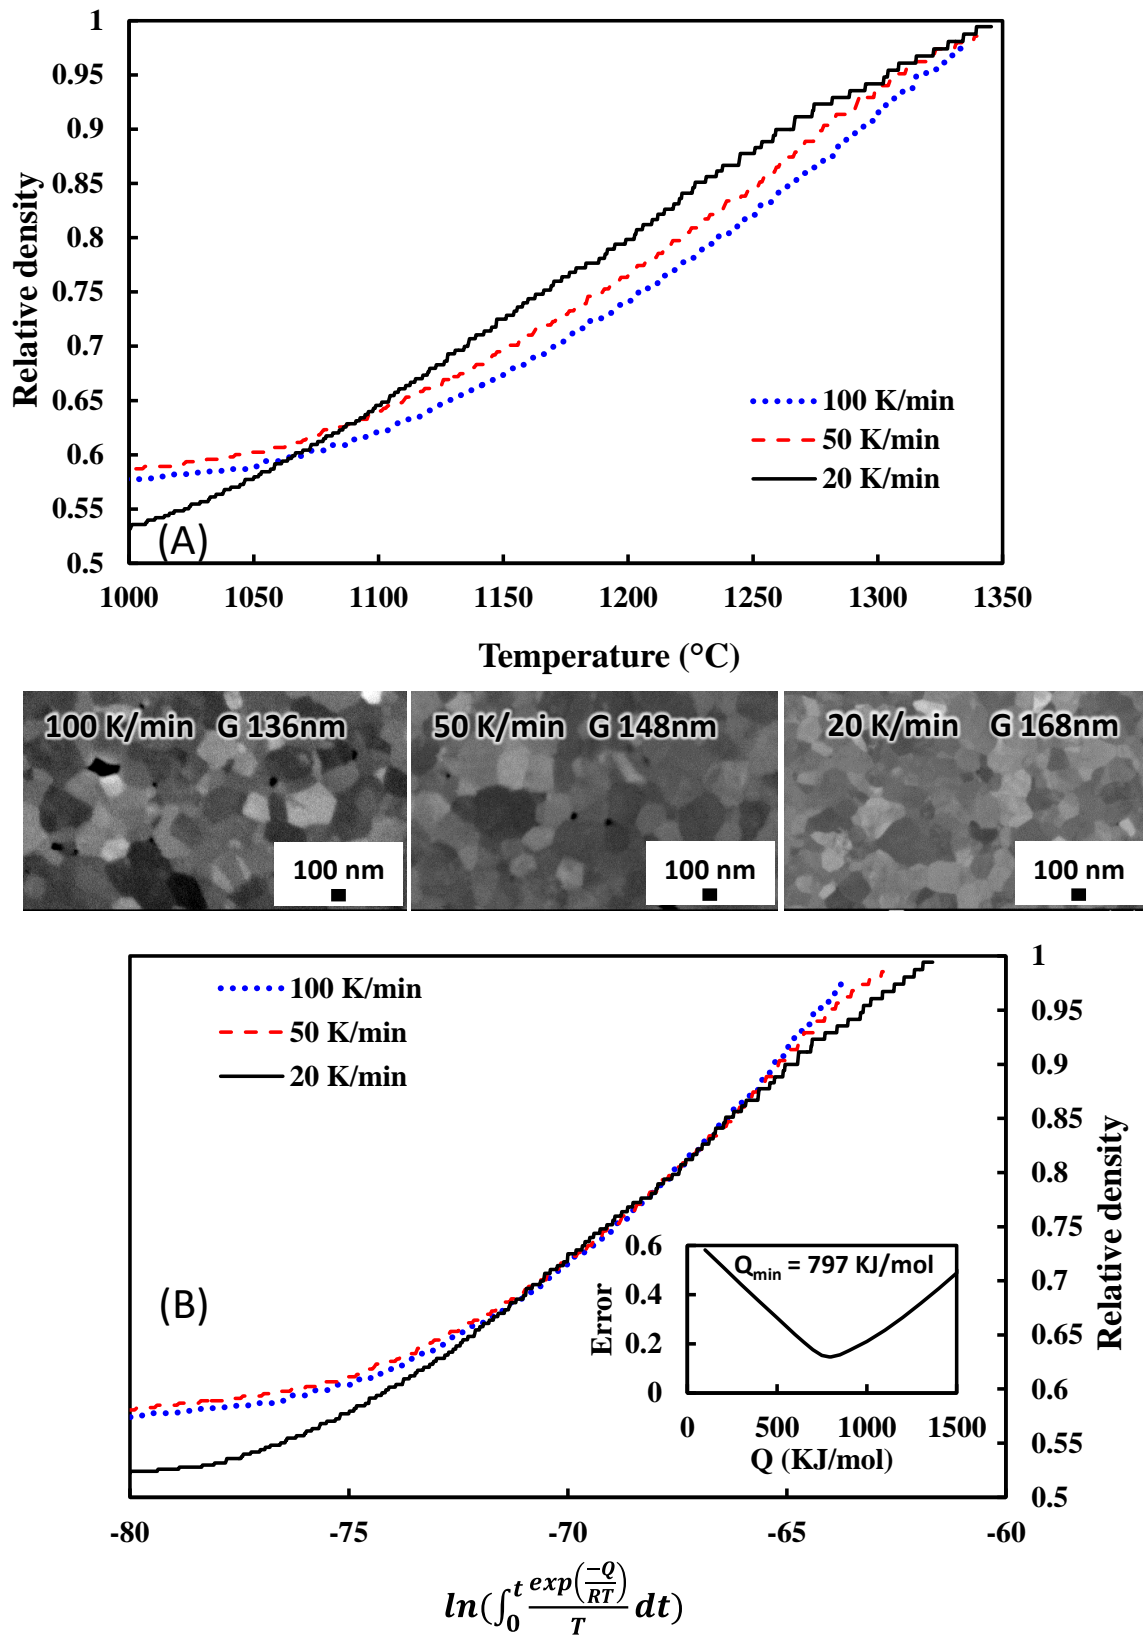 1
0.95
0.9
0.85
0.8
0.75
0.7
0.65
0.6
0.55
0.5
Relative density
100 K/min
50 K/min
20 K/min
(A)
1000 1050 1100 1150 1200 1250 1300 1350
Temperature (°C)
100 K/min G 136nm
100 nm
50 K/min G 148nm
100 nm
20 K/min G 168nm
100 nm
100 K/min
50 K/min
20 K/min
(B)
1
0.95
0.9
0.85
0.8
0.75
0.7
0.65
0.6
0.55
0.5
Relative density
0.6
0.4
0.2
0
Error
Qmin = 797 KJ/mol
0 500 1000 1500
Q (KJ/mol)
-80 -75 -70 -65 -60
ln(∫₀ᵗ exp(−Q/RT)/T dt)